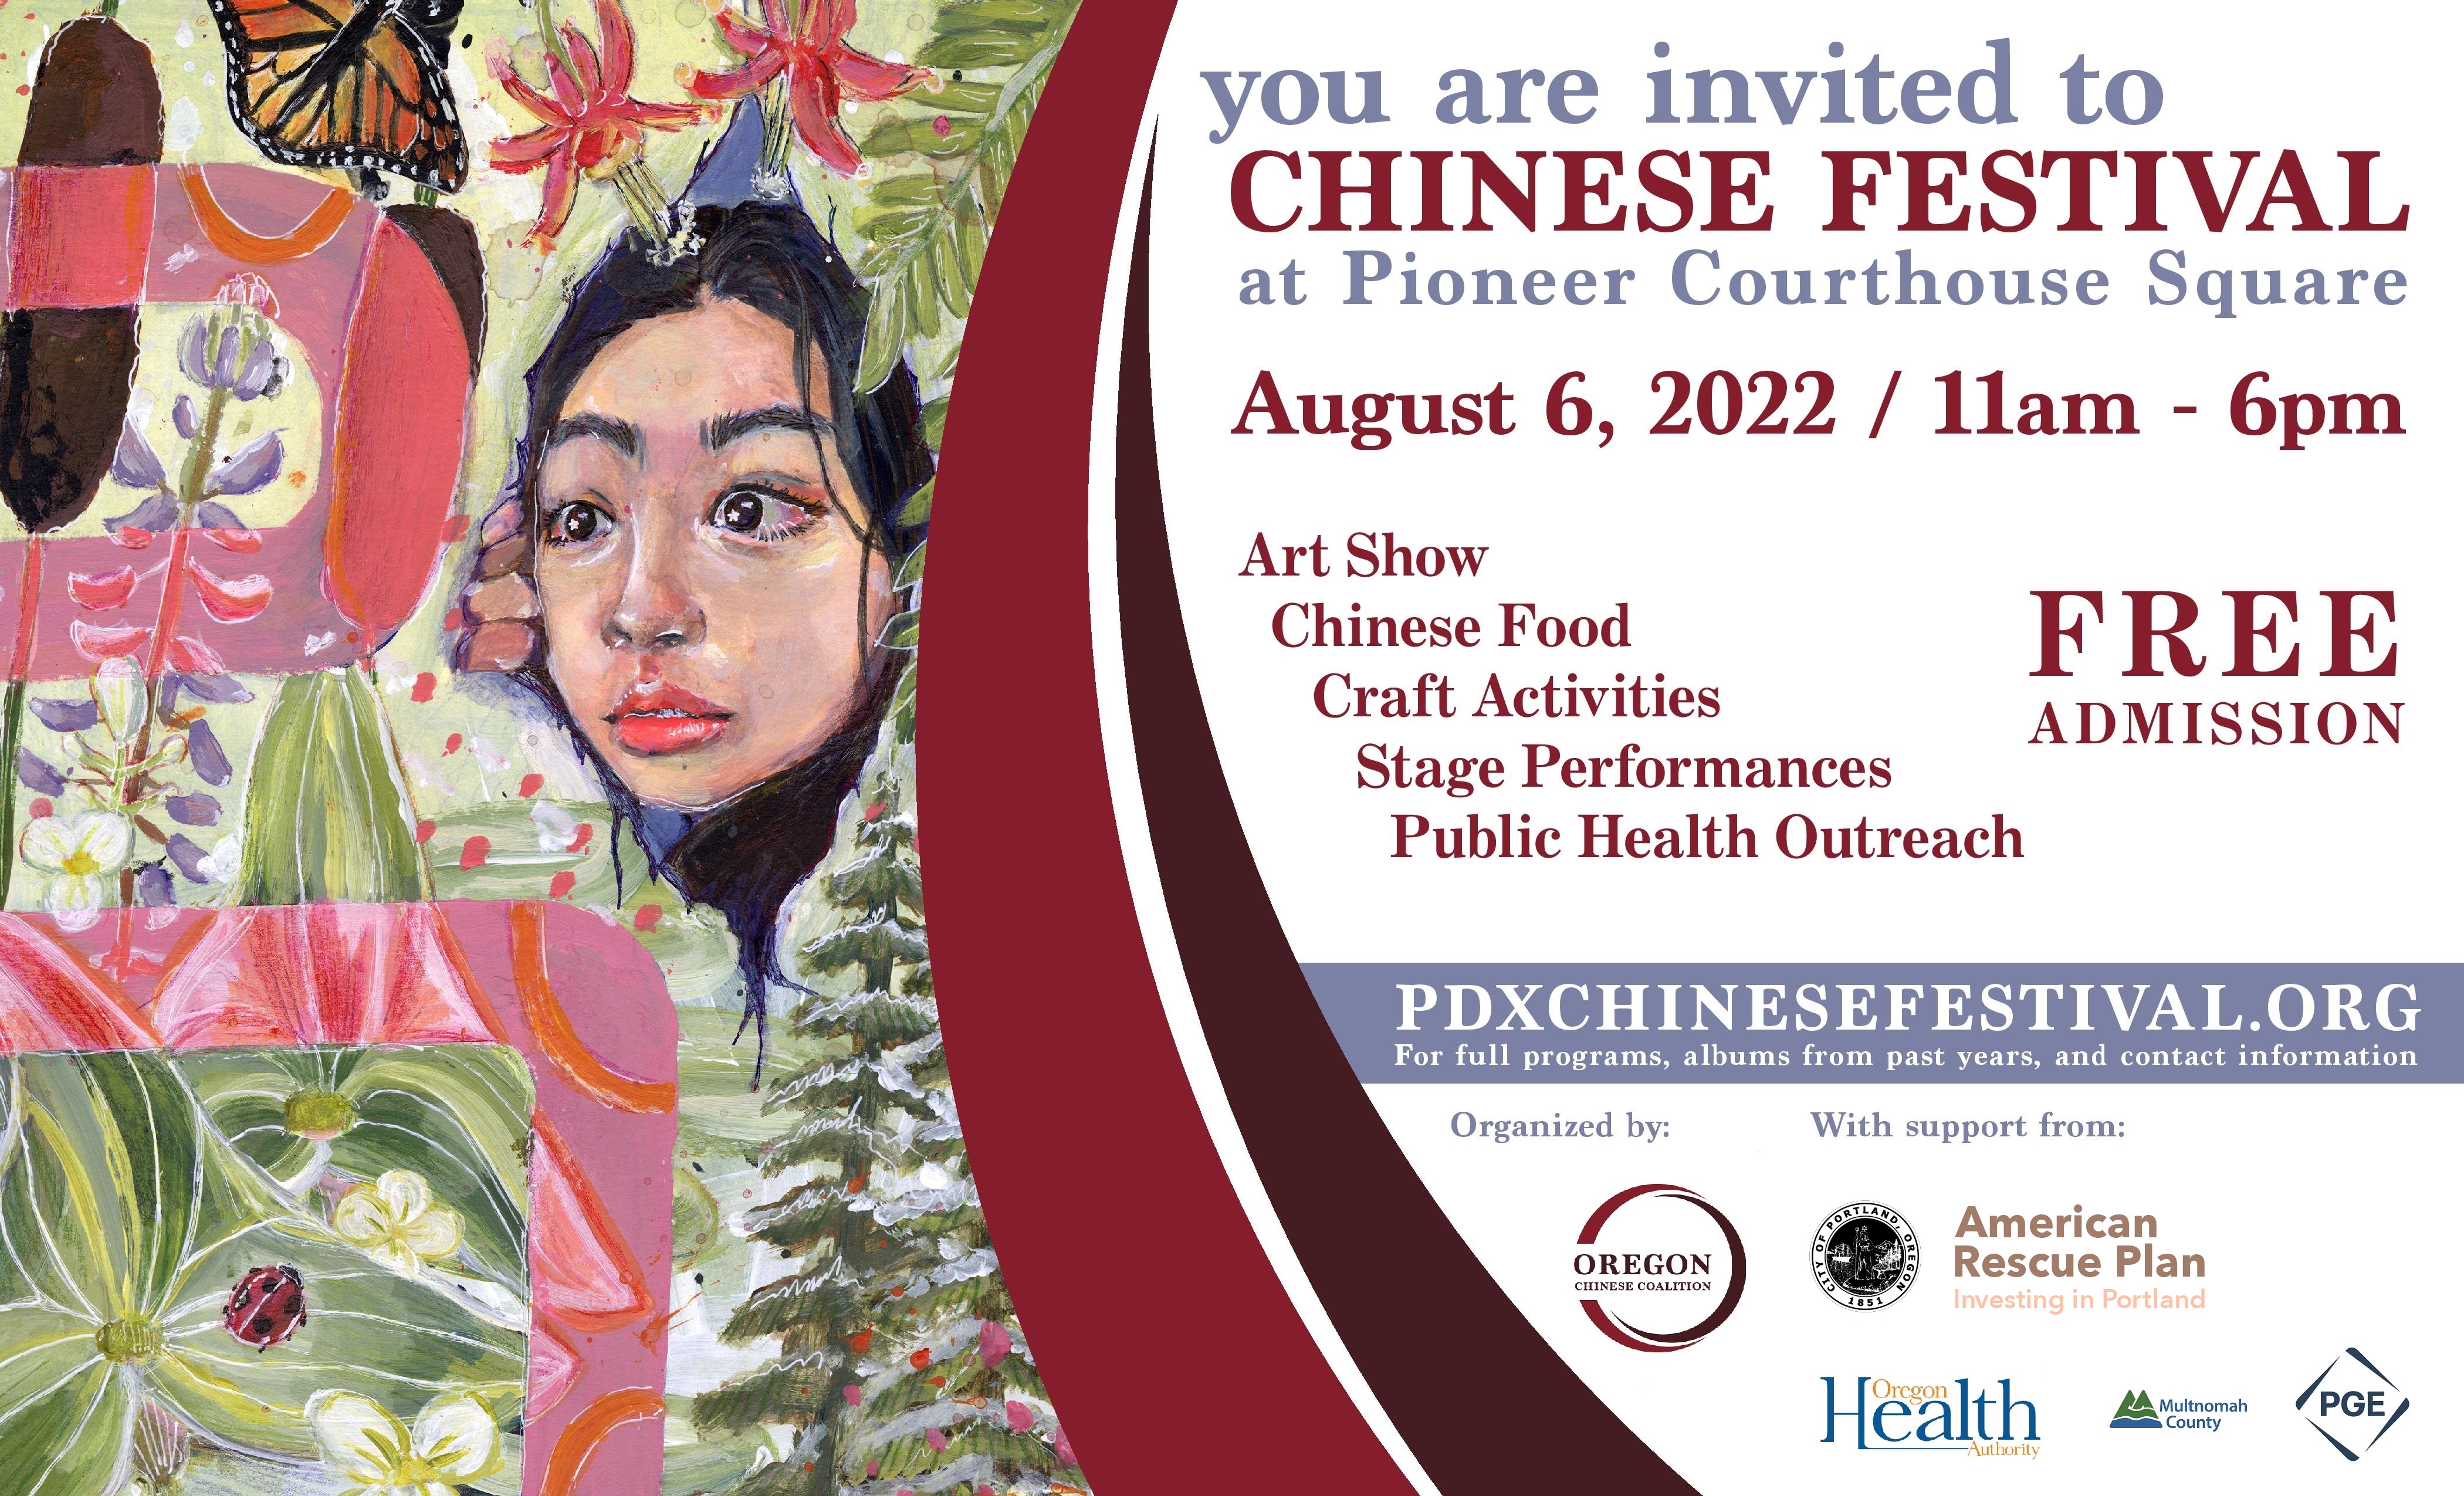 you are invited to
CHINESE FESTIVAL
at Pioneer Courthouse Square
August 6, 2022 / 11am - 6pm
Art Show
Chinese Food
Craft Activities
Stage Performances
Public Health Outreach
FREE
ADMISSION
PDXCHINESEFESTIVAL.ORG
For full programs, albums from past years, and contact information
Organized by:
With support from:
OREGON
CHINESE COALITION
CITY OF PORTLAND, OREGON
1851
American
Rescue Plan
Investing in Portland
Oregon
Health
Authority
Multnomah
County
PGE